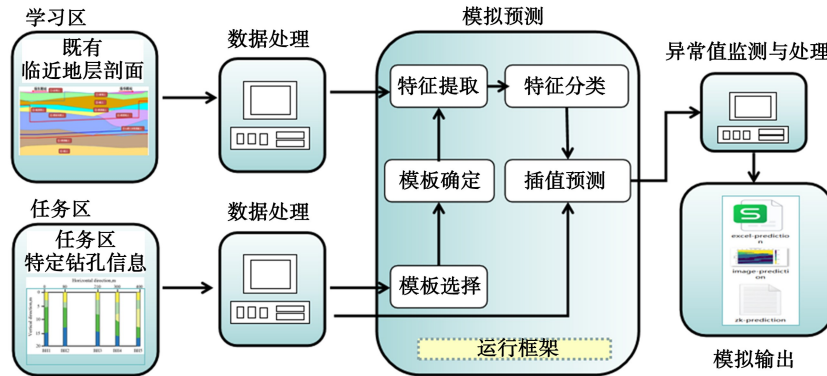 学习区
既有
临近地层剖面
数据处理
模拟预测
特征提取
特征分类
模板确定
插值预测
模板选择
运行框架
异常值监测与处理
excel-predictio
n
image-predicti
on
zk-prediction
模拟输出
任务区
任务区
特定钻孔信息
Horizontal direction,m
Vertical direction,m
数据处理